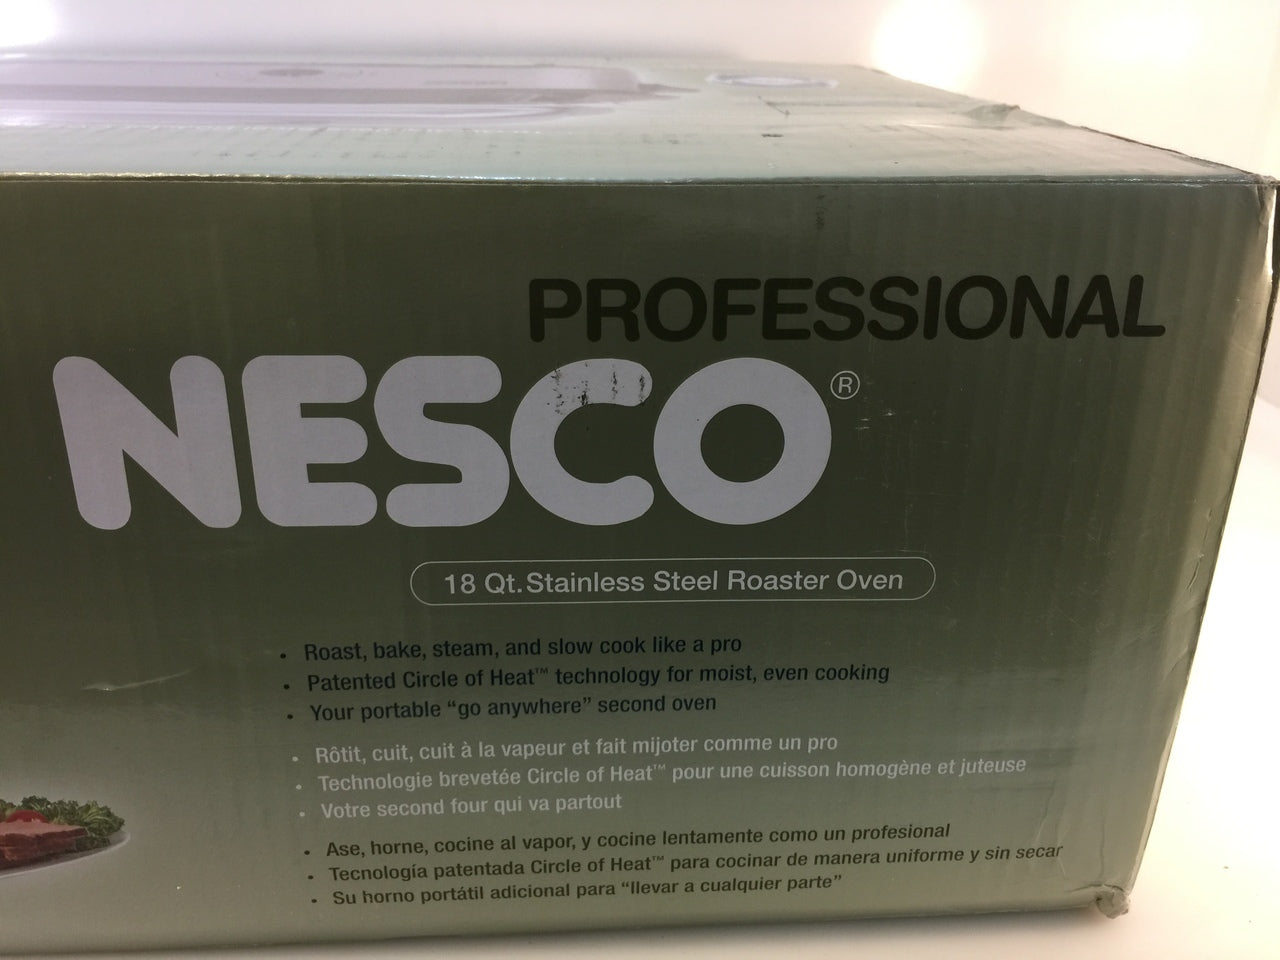 PROFESSIONAL
NESCO®
18 Qt. Stainless Steel Roaster Oven
• Roast, bake, steam, and slow cook like a pro
• Patented Circle of Heat™ technology for moist, even cooking
• Your portable “go anywhere” second oven
• Rôtit, cuit, cuit à la vapeur et fait mijoter comme un pro
• Technologie brevetée Circle of Heat™ pour une cuisson homogène et juteuse
• Votre second four qui va partout
• Ase, horne, cocine al vapor, y cocine lentamente como un profesional
• Tecnología patentada Circle of Heat™ para cocinar de manera uniforme y sin secar
• Su horno portátil adicional para “llevar a cualquier parte”